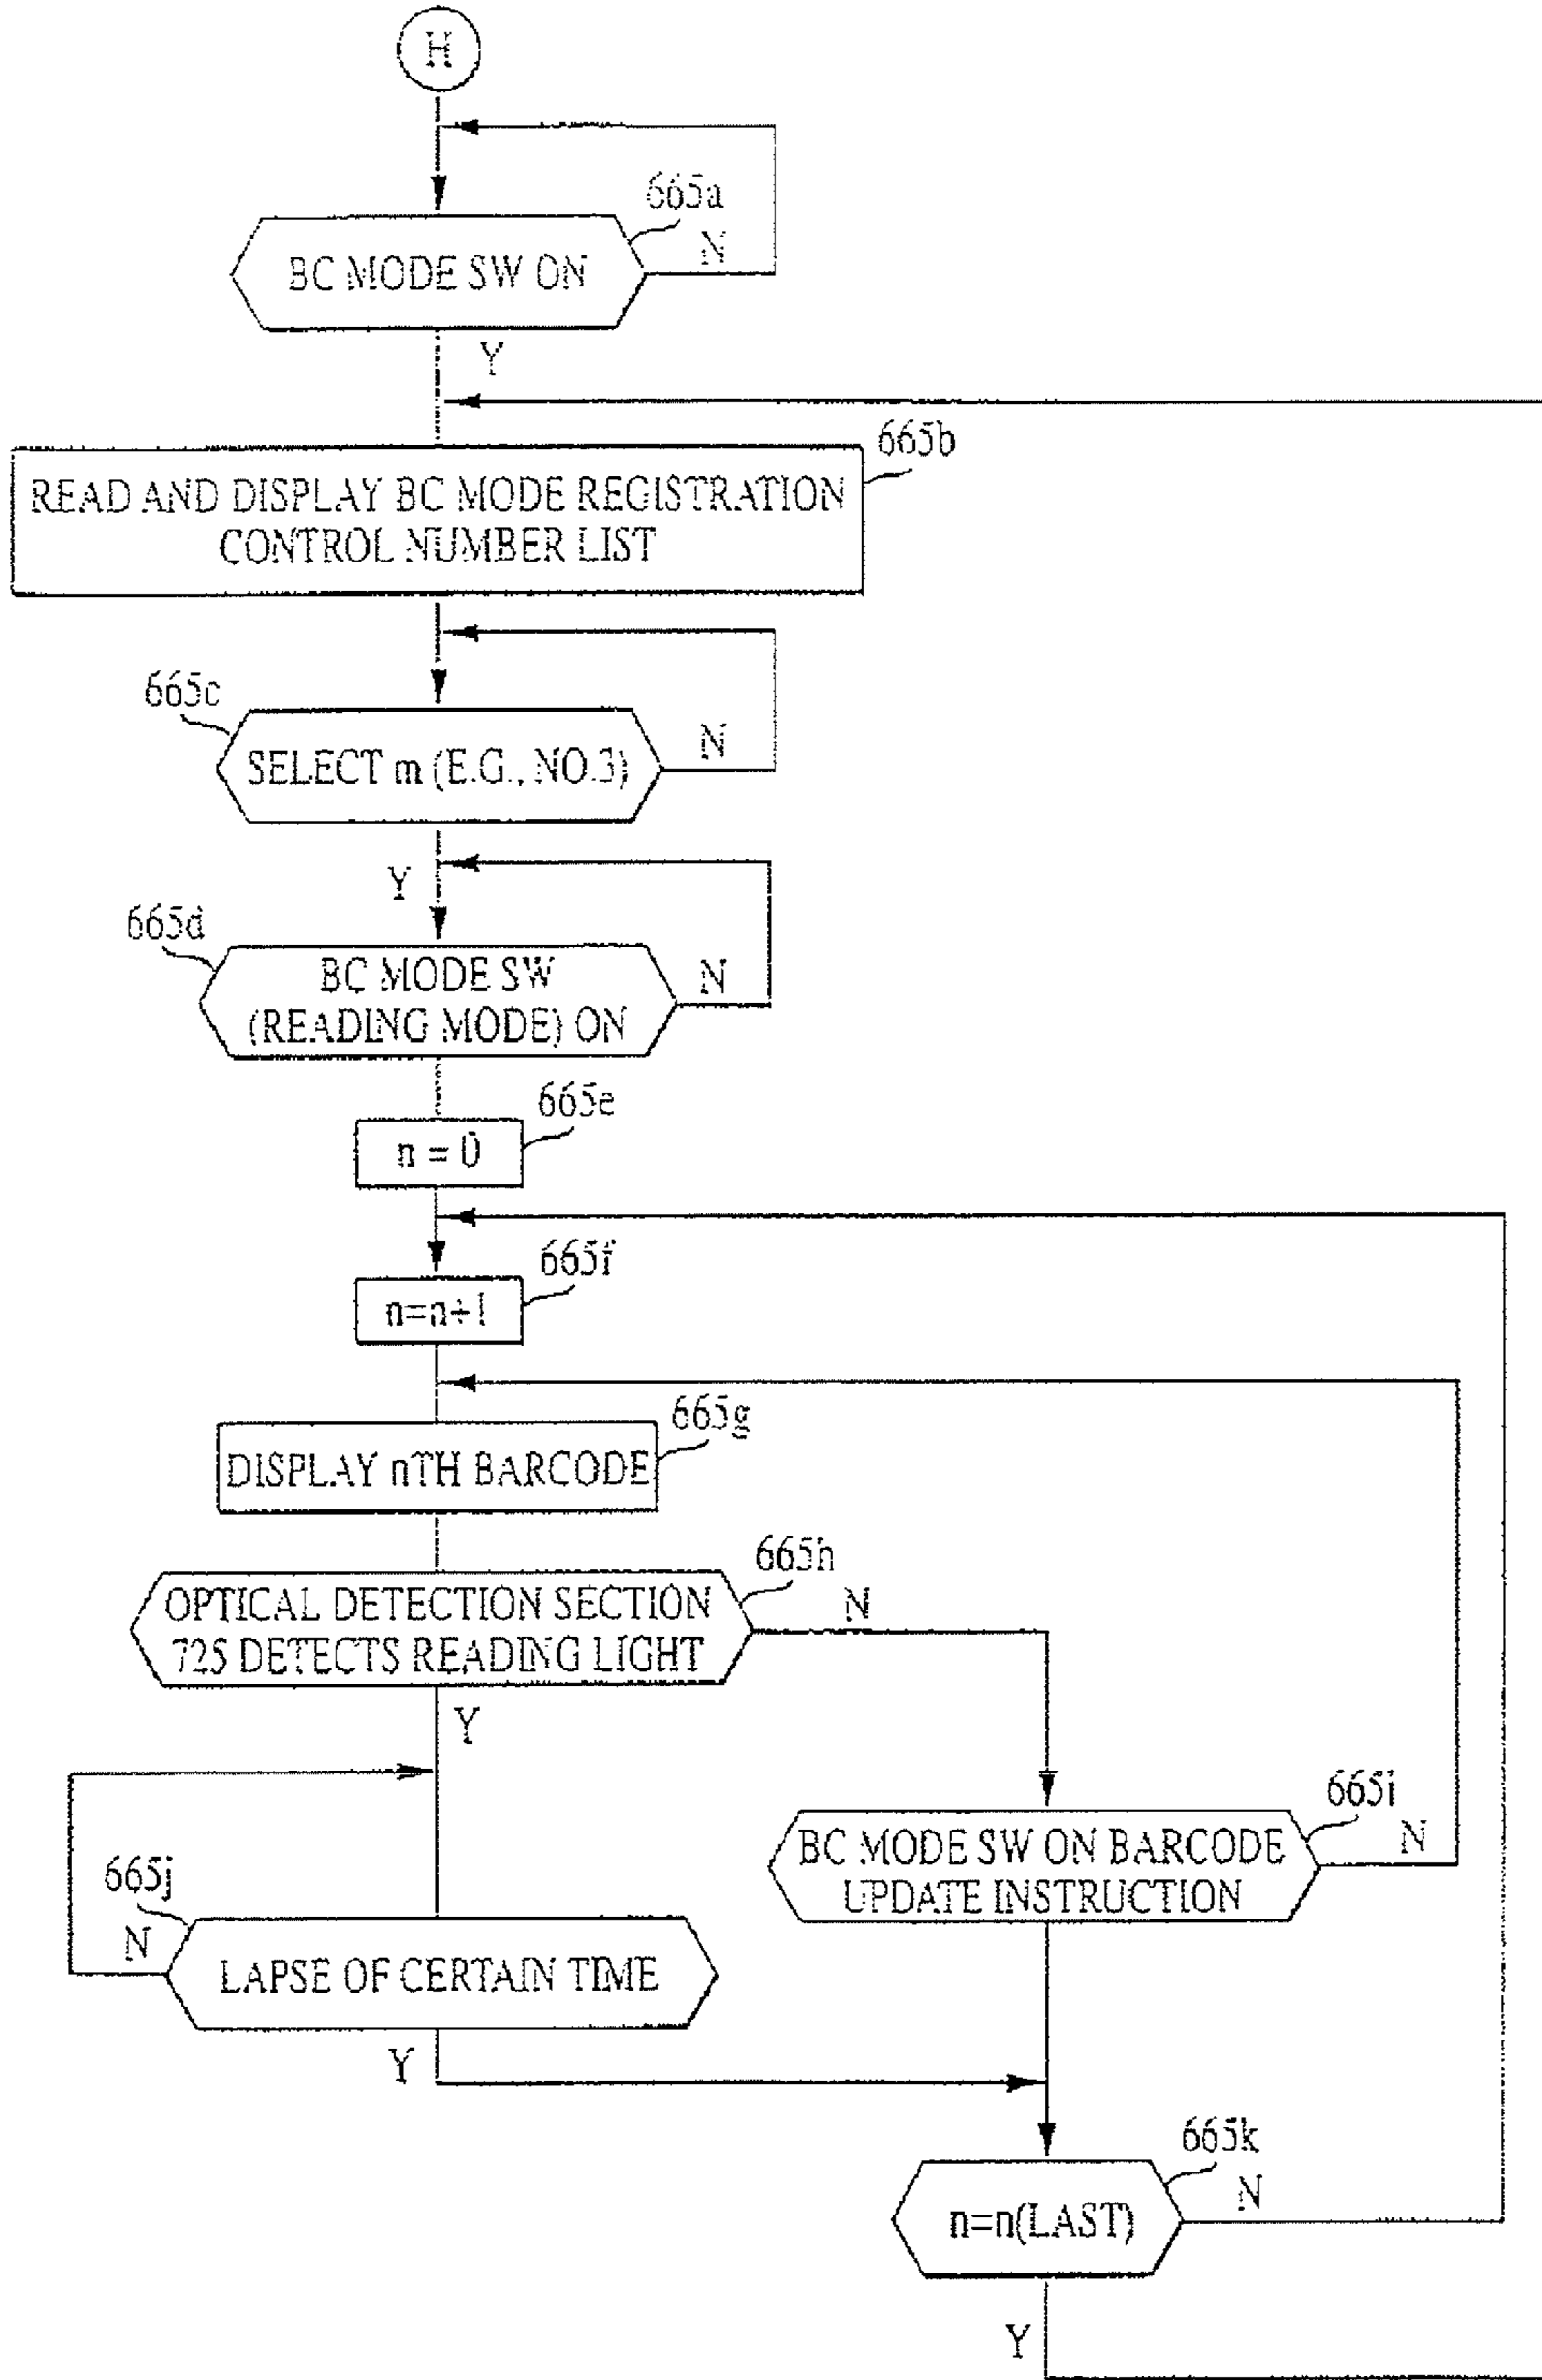 H
665a
BC MODE SW ON
N
Y
665b
READ AND DISPLAY BC MODE REGISTRATION
CONTROL NUMBER LIST
665c
SELECT m (E.G., NO.3)
N
Y
665d
BC MODE SW
(READING MODE) ON
N
665e
n = 0
665f
n=n+1
665g
DISPLAY nTH BARCODE
665h
OPTICAL DETECTION SECTION
725 DETECTS READING LIGHT
N
Y
665i
BC MODE SW ON BARCODE
UPDATE INSTRUCTION
N
665j
N
LAPSE OF CERTAIN TIME
Y
665k
n=n(LAST)
N
Y